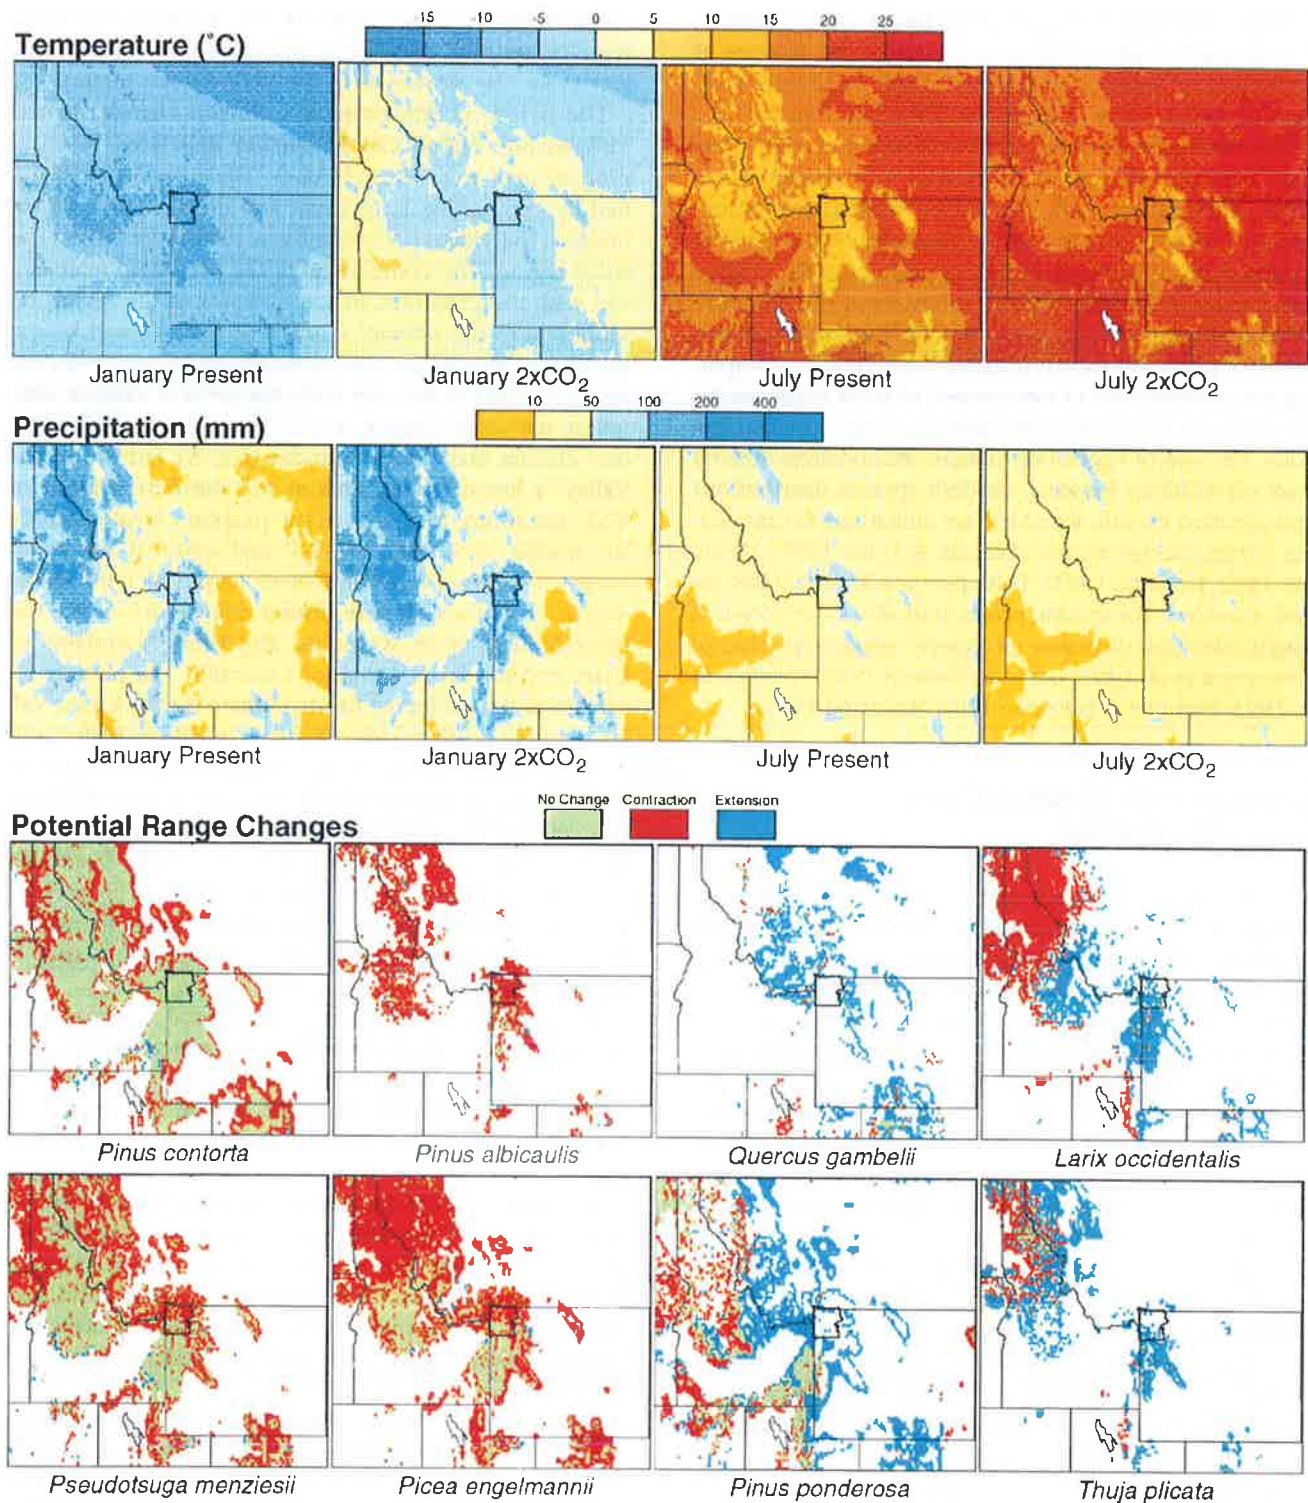 -15 -10 -5 0 5 10 15 20 25
Temperature (˚C)
January Present
January 2xCO₂
July Present
July 2xCO₂
10 50 100 200 400
Precipitation (mm)
January Present
January 2xCO₂
July Present
July 2xCO₂
No Change Contraction Extension
Potential Range Changes
Pinus contorta
Pinus albicaulis
Quercus gambelii
Larix occidentalis
Pseudotsuga menziesii
Picea engelmannii
Pinus ponderosa
Thuja plicata